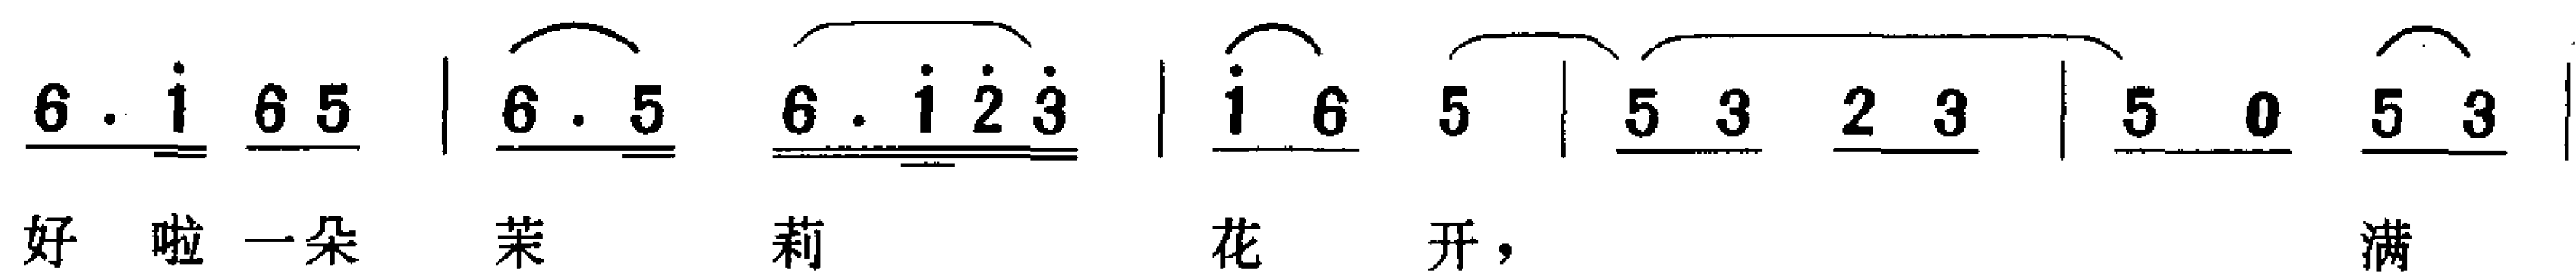 6 . i̇ 6 5 | 6 . 5 6 . i̇ 2̇ 3̇ | i̇ 6 5 | 5 3 2 3 | 5 0 5 3 |
好 啦 一朵 茉 莉 花 开， 满